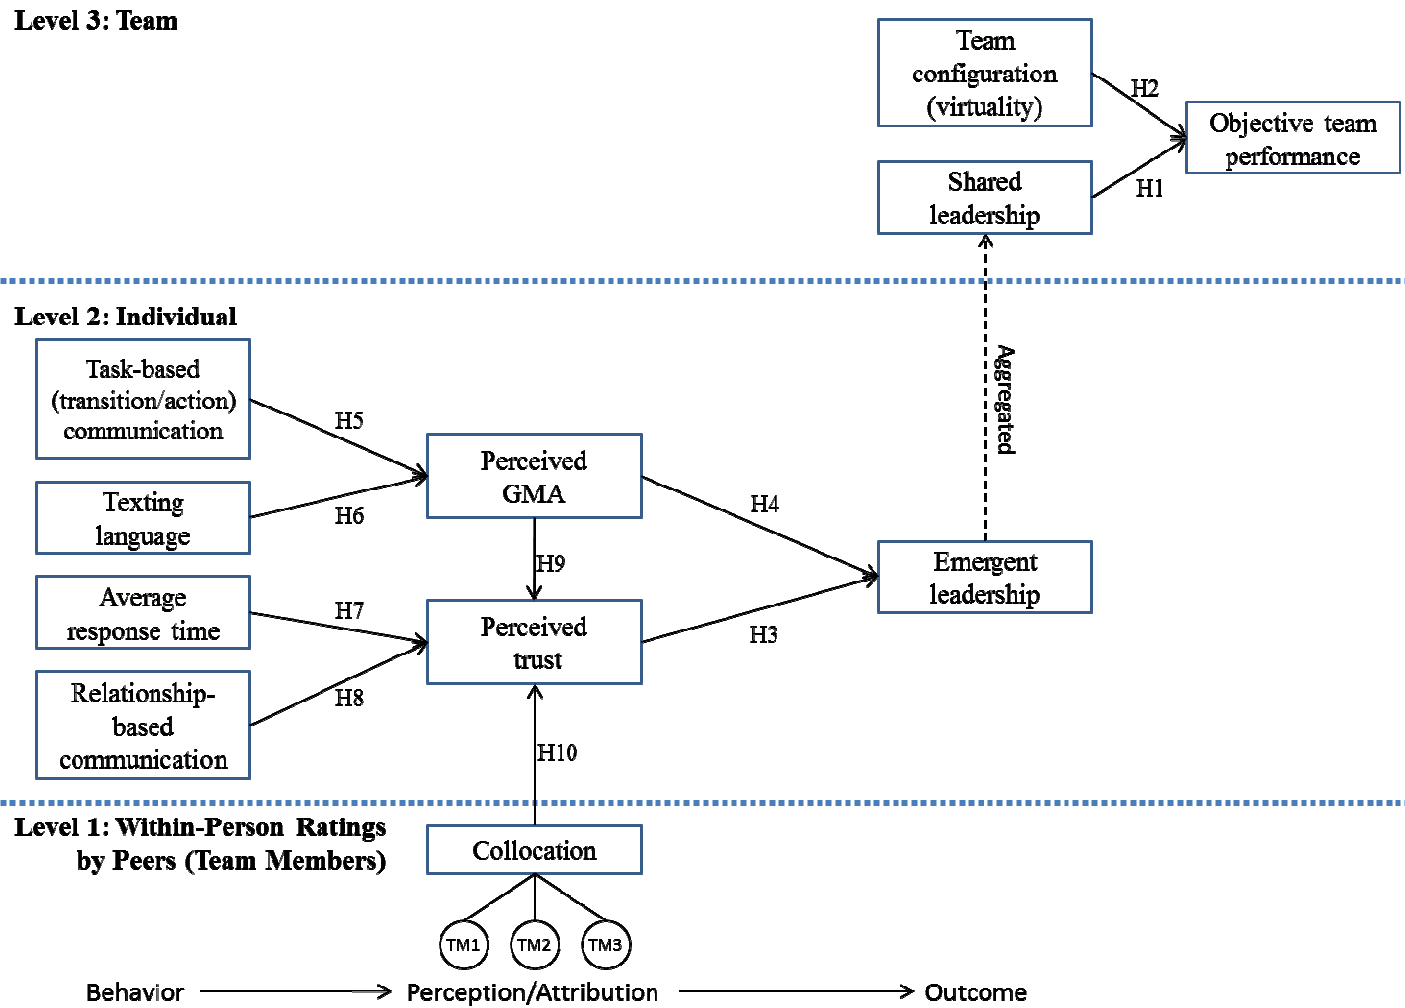 Level 3: Team
Team
configuration
(virtuality)
H2
Objective team
performance
Shared
leadership
H1
Level 2: Individual
Task-based
(transition/action)
communication
H5
Aggregated
Perceived
GMA
H4
Texting
language
H6
H9
Emergent
leadership
Average
response time
H7
Perceived
trust
H3
Relationship-
based
communication
H8
H10
Level 1: Within-Person Ratings
by Peers (Team Members)
Collocation
TM1 TM2 TM3
Behavior Perception/Attribution Outcome